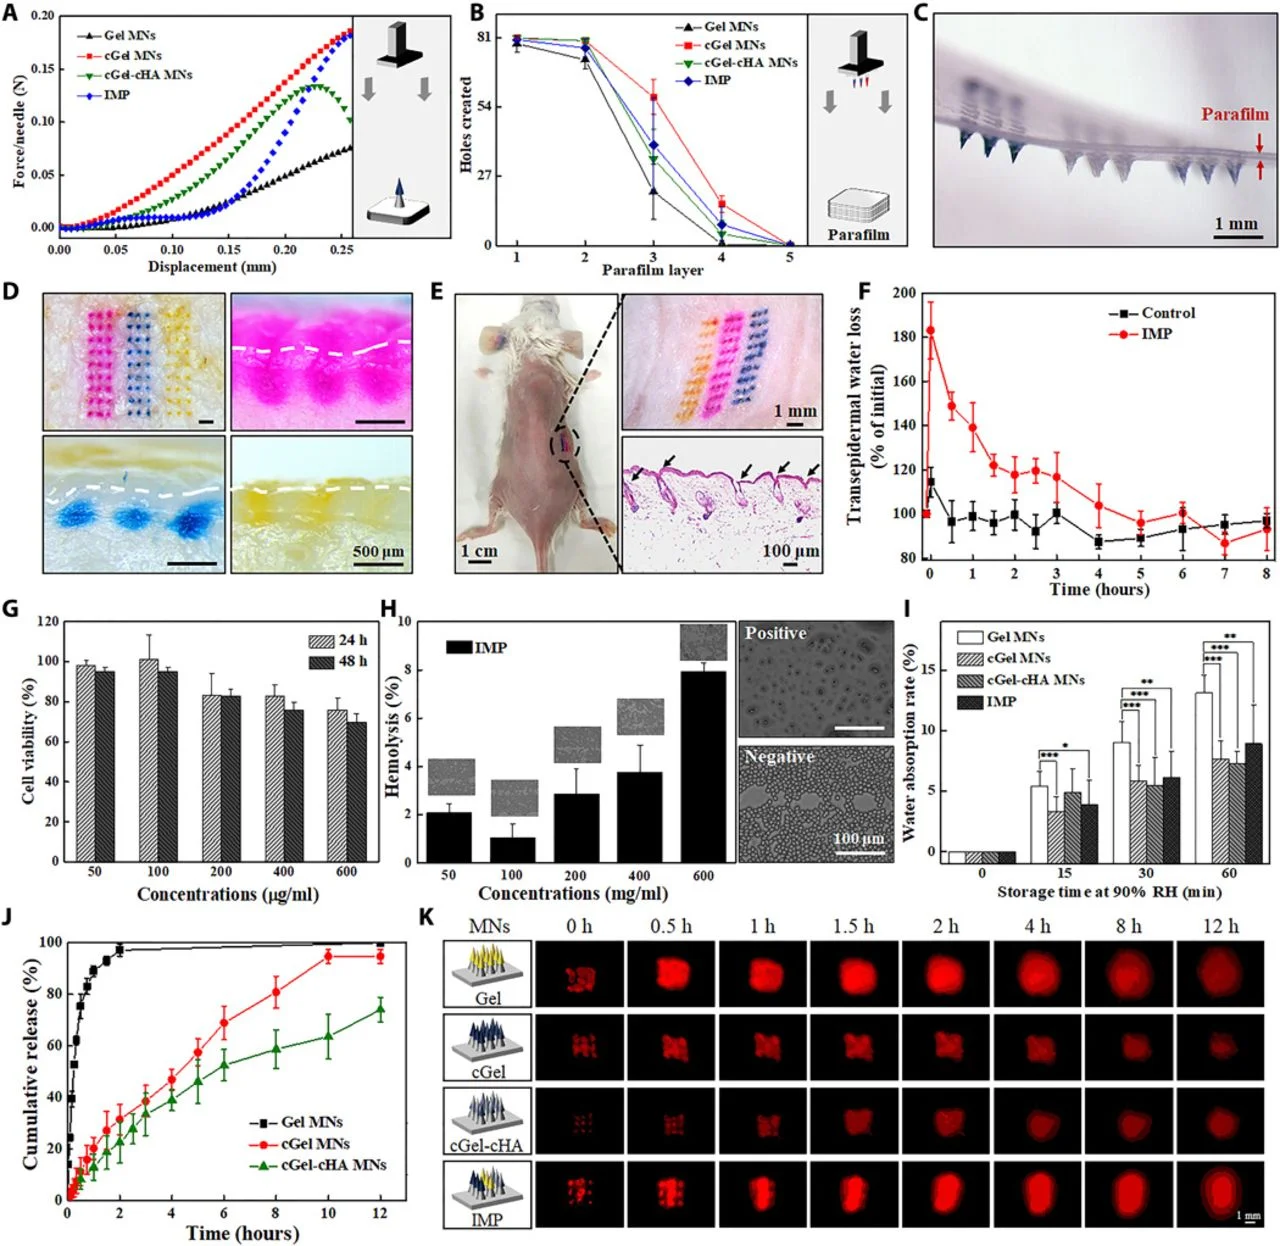 A
0.20
0.15
0.10
0.05
0.00
Force/needle (N)
Gel MNs
cGel MNs
cGel-cHA MNs
IMP
0.00 0.05 0.10 0.15 0.20 0.25
Displacement (mm)
B
81
54
27
0
Holes created
Gel MNs
cGel MNs
cGel-cHA MNs
IMP
1 2 3 4 5
Parafilm layer
Parafilm
C
Parafilm
1 mm
D
500 µm
E
1 cm
1 mm
100 µm
F
200
180
160
140
120
100
80
Transepidermal water loss
(% of initial)
Control
IMP
0 1 2 3 4 5 6 7 8
Time (hours)
G
120
100
80
60
40
20
0
Cell viability (%)
24 h
48 h
50 100 200 400 600
Concentrations (µg/ml)
H
10
8
6
4
2
0
Hemolysis (%)
IMP
50 100 200 400 600
Concentrations (mg/ml)
Positive
Negative
100 µm
I
15
10
5
0
Water absorption rate (%)
Gel MNs
cGel MNs
cGel-cHA MNs
IMP
*
***
**
***
***
**
***
***
0 15 30 60
Storage time at 90% RH (min)
J
100
80
60
40
20
0
Cumulative release (%)
Gel MNs
cGel MNs
cGel-cHA MNs
0 2 4 6 8 10 12
Time (hours)
K
MNs 0 h 0.5 h 1 h 1.5 h 2 h 4 h 8 h 12 h
Gel
cGel
cGel-cHA
IMP
1 mm